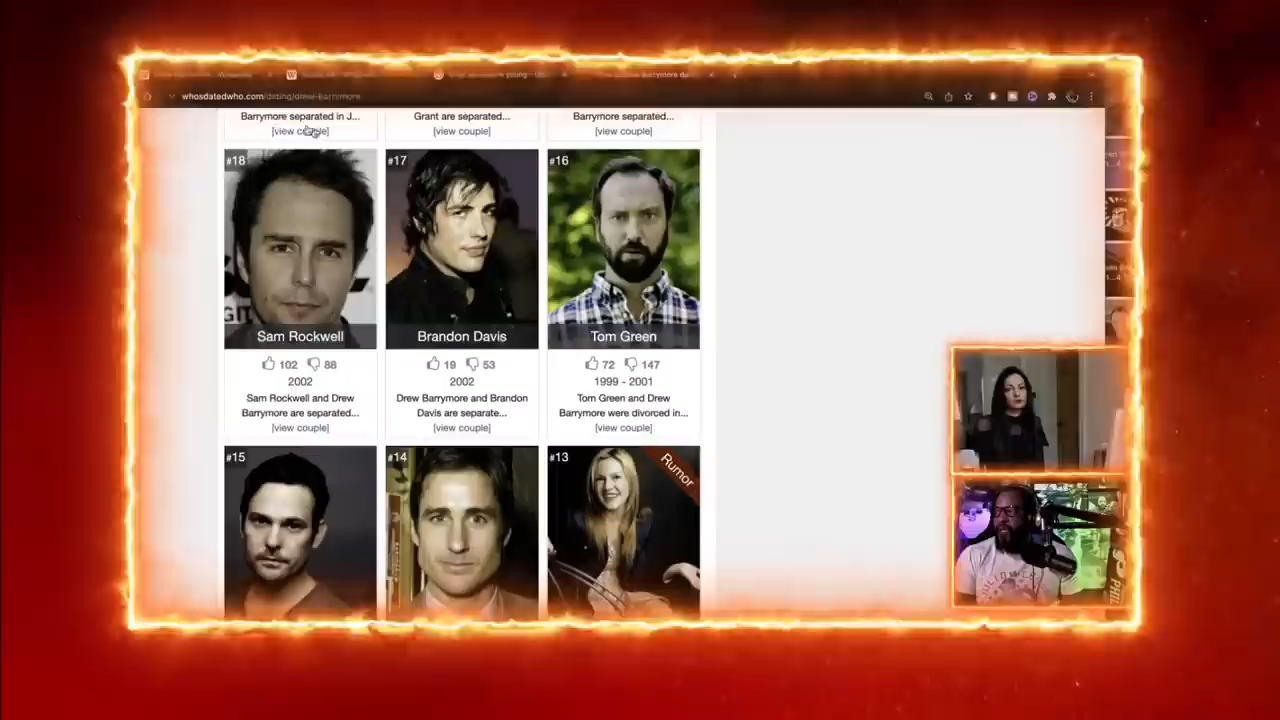 whosdatedwho.com/dating/drew-barrymore
Barrymore separated in J...
Grant are separated...
Barrymore separated...
[view couple]
[view couple]
[view couple]
#18
#17
#16
Sam Rockwell
Brandon Davis
Tom Green
102 88
19 53
72 147
2002
2002
1999 - 2001
Sam Rockwell and Drew
Barrymore are separated...
Drew Barrymore and Brandon
Davis are separate...
Tom Green and Drew
Barrymore were divorced in...
[view couple]
[view couple]
[view couple]
#15
#14
#13
Rumor